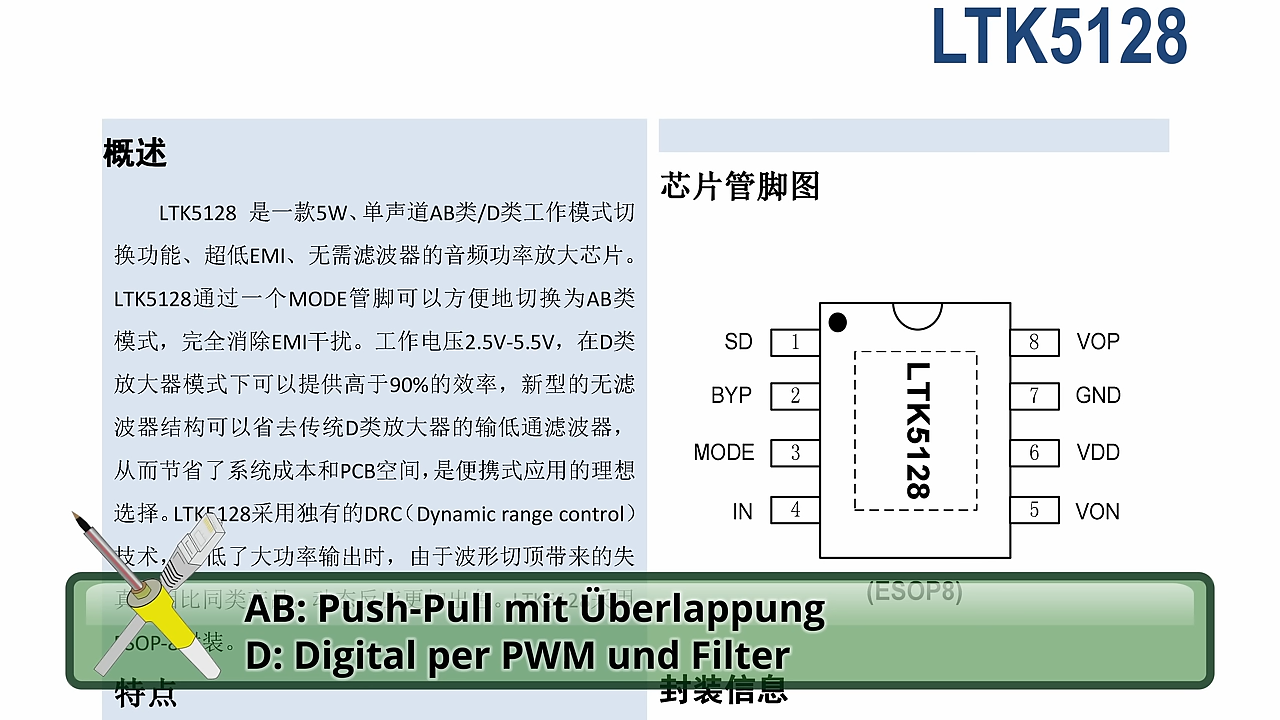 LTK5128
概述
LTK5128 是一款5W、单声道AB类/D类工作模式切
换功能、超低EMI、无需滤波器的音频功率放大芯片。
LTK5128通过一个MODE管脚可以方便地切换为AB类
模式，完全消除EMI干扰。工作电压2.5V-5.5V，在D类
放大器模式下可以提供高于90%的效率，新型的无滤
波器结构可以省去传统D类放大器的输低通滤波器，
从而节省了系统成本和PCB空间，是便携式应用的理想
选择。LTK5128采用独有的DRC（Dynamic range control）
技术，低了大功率输出时，由于波形切顶带来的失
相比同类产品
装。
特点
芯片管脚图
SD 1
BYP 2
MODE 3
IN 4
LTK5128
8 VOP
7 GND
6 VDD
5 VON
(ESOP8)
封装信息
AB: Push-Pull mit Überlappung
D: Digital per PWM und Filter